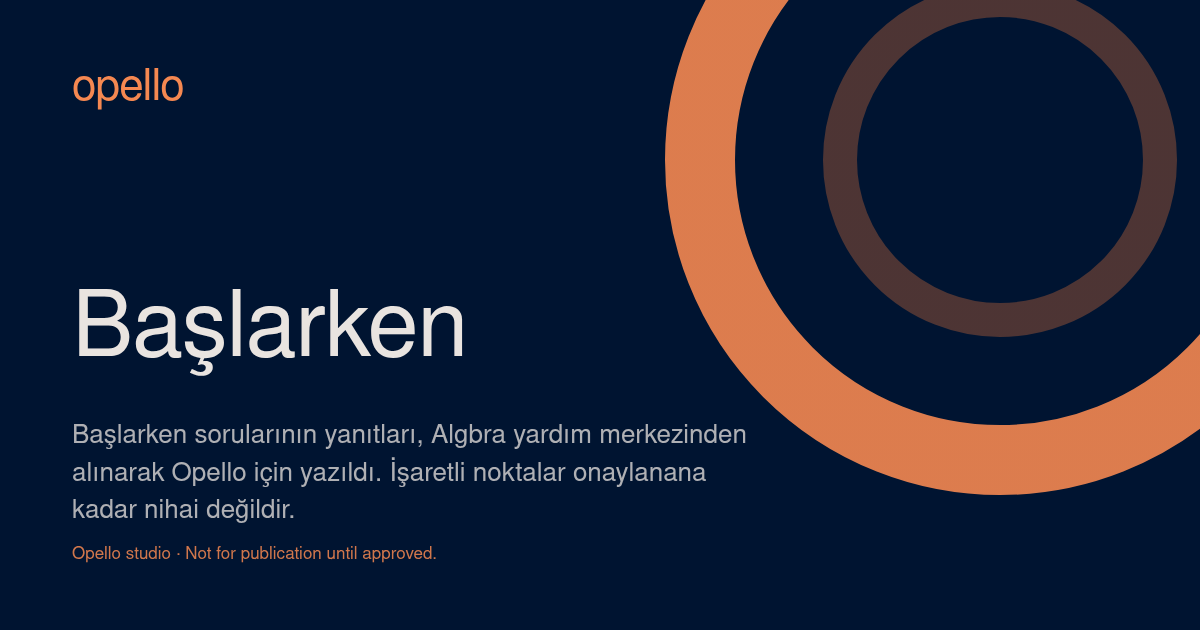 opello
Başlarken
Başlarken sorularının yanıtları, Algbra yardım merkezinden
alınarak Opello için yazıldı. İşaretli noktalar onaylanana
kadar nihai değildir.
Opello studio · Not for publication until approved.